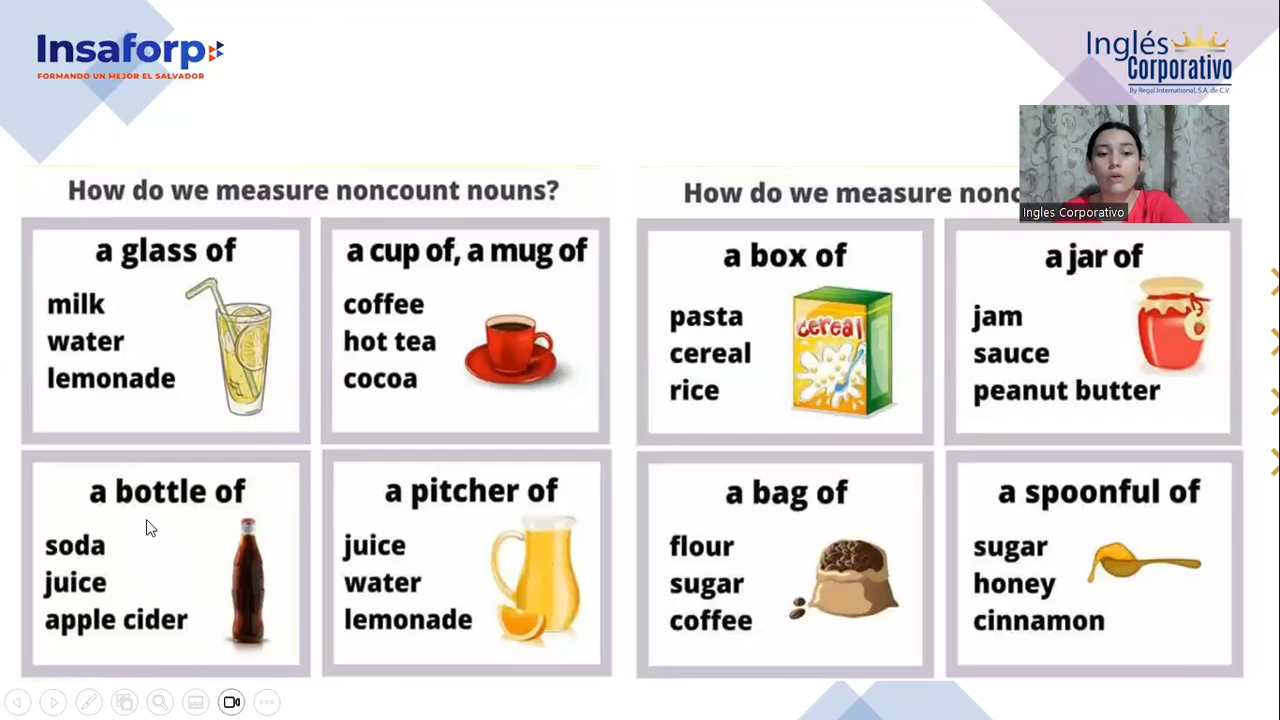 Insaforp
FORMANDO UN MEJOR EL SALVADOR
Inglés
Corporativo
By Regal International, S.A. de C.V.
Ingles Corporativo
How do we measure noncount nouns?
a glass of
milk
water
lemonade
a cup of, a mug of
coffee
hot tea
cocoa
a bottle of
soda
juice
apple cider
a pitcher of
juice
water
lemonade
How do we measure nonc
a box of
pasta
cereal
rice
cereal
a jar of
jam
sauce
peanut butter
a bag of
flour
sugar
coffee
a spoonful of
sugar
honey
cinnamon